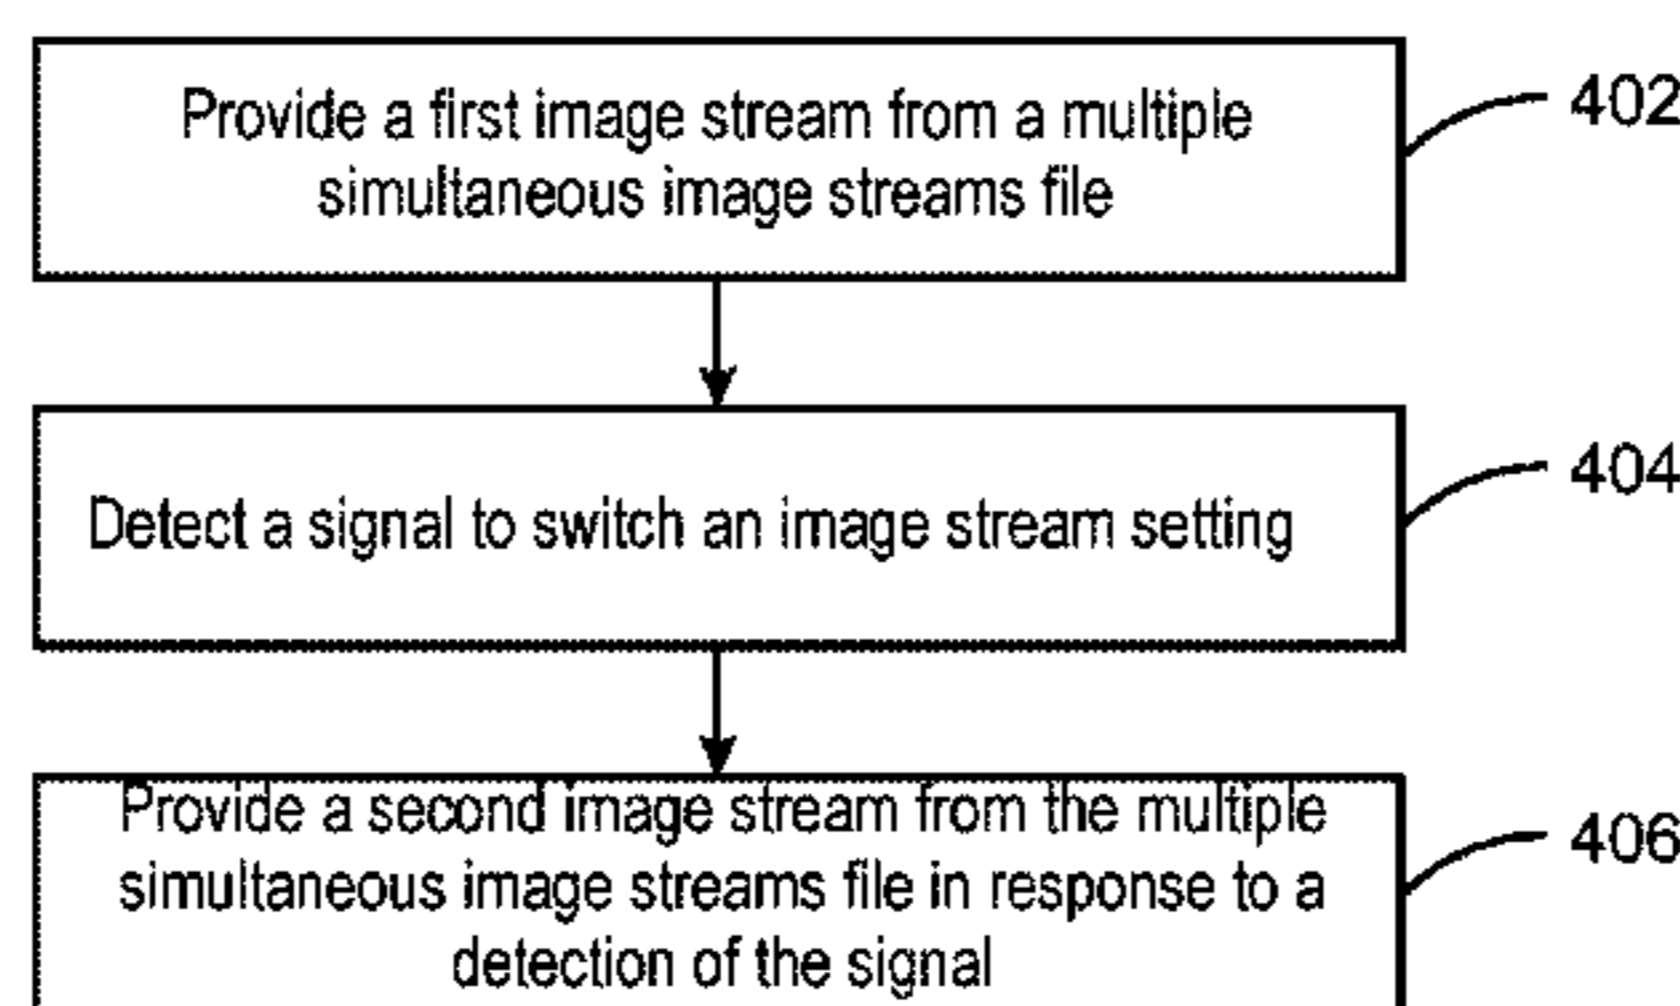 Provide a first image stream from a multiple
simultaneous image streams file
402
Detect a signal to switch an image stream setting
404
Provide a second image stream from the multiple
simultaneous image streams file in response to a
detection of the signal
406